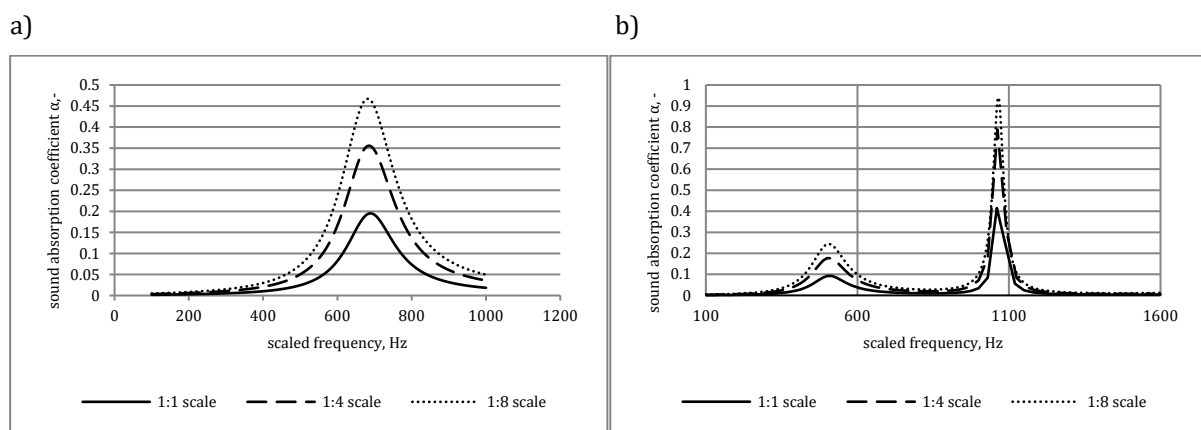 a)
sound absorption coefficient α, -
0.5
0.45
0.4
0.35
0.3
0.25
0.2
0.15
0.1
0.05
0
0 200 400 600 800 1000 1200
scaled frequency, Hz
1:1 scale 1:4 scale 1:8 scale
b)
sound absorption coefficient α, -
1
0.9
0.8
0.7
0.6
0.5
0.4
0.3
0.2
0.1
0
100 600 1100 1600
scaled frequency, Hz
1:1 scale 1:4 scale 1:8 scale